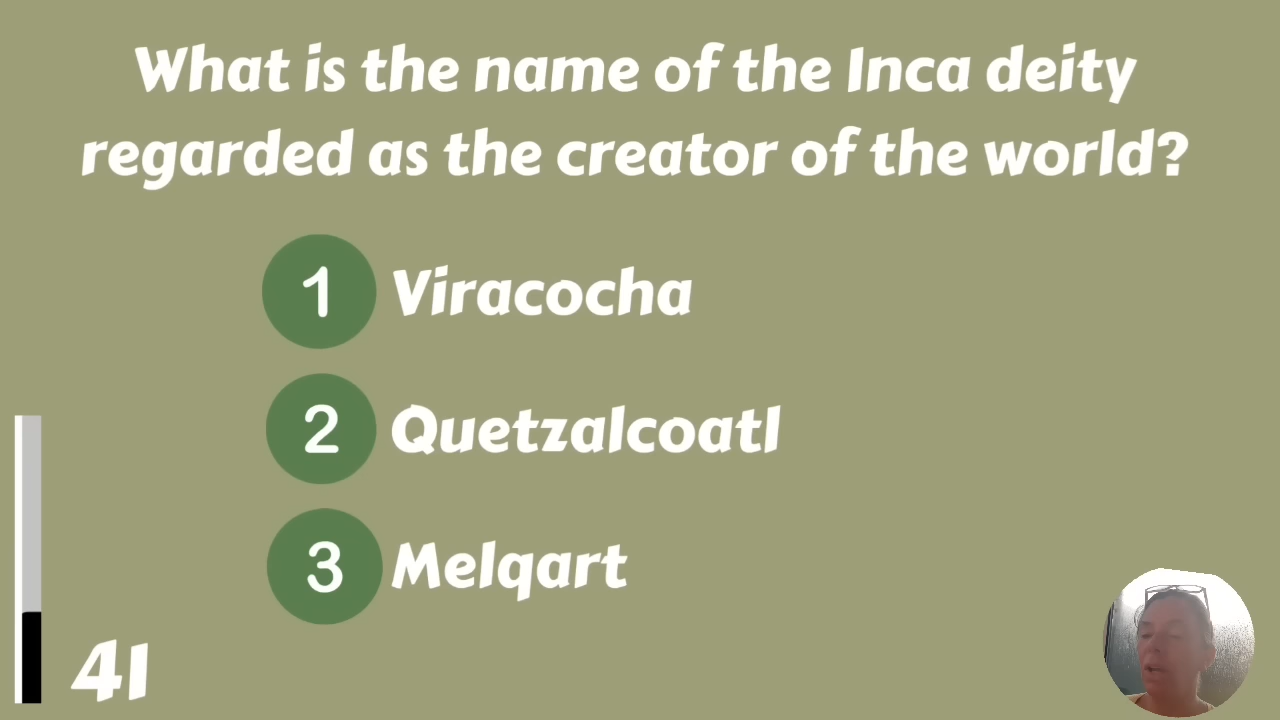 What is the name of the Inca deity
regarded as the creator of the world?
1 Viracocha
2 Quetzalcoatl
3 Melqart
41